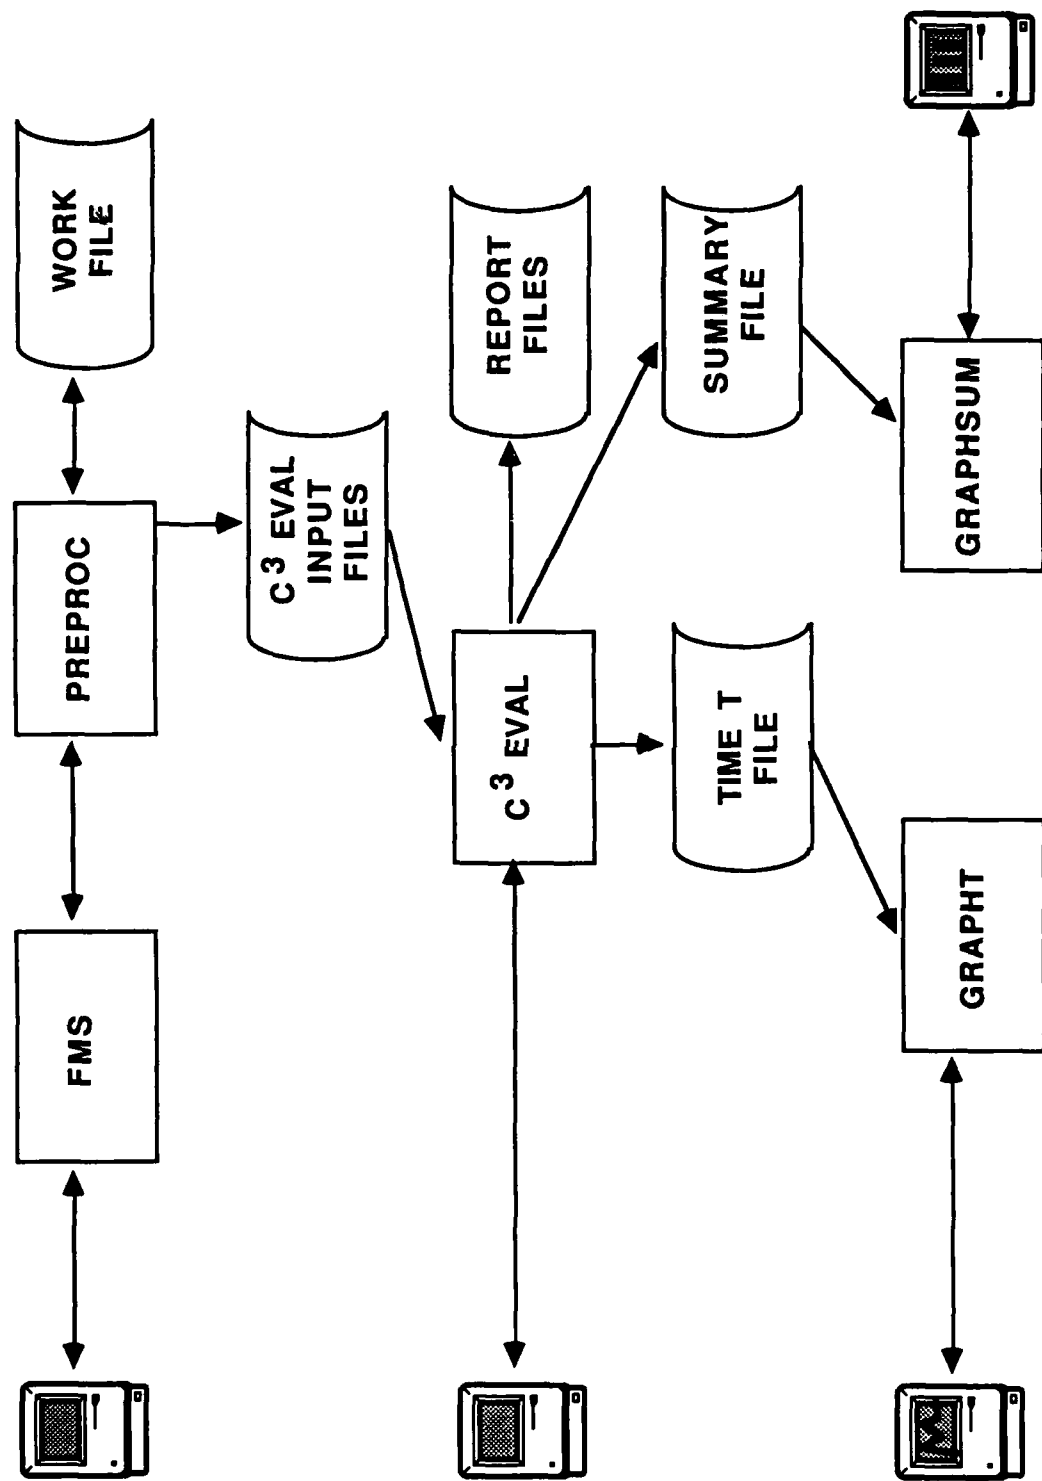 FMS
PREPROC
WORK
FILE
C³ EVAL
INPUT
FILES
C³ EVAL
REPORT
FILES
TIME T
FILE
SUMMARY
FILE
GRAPHT
GRAPHSUM